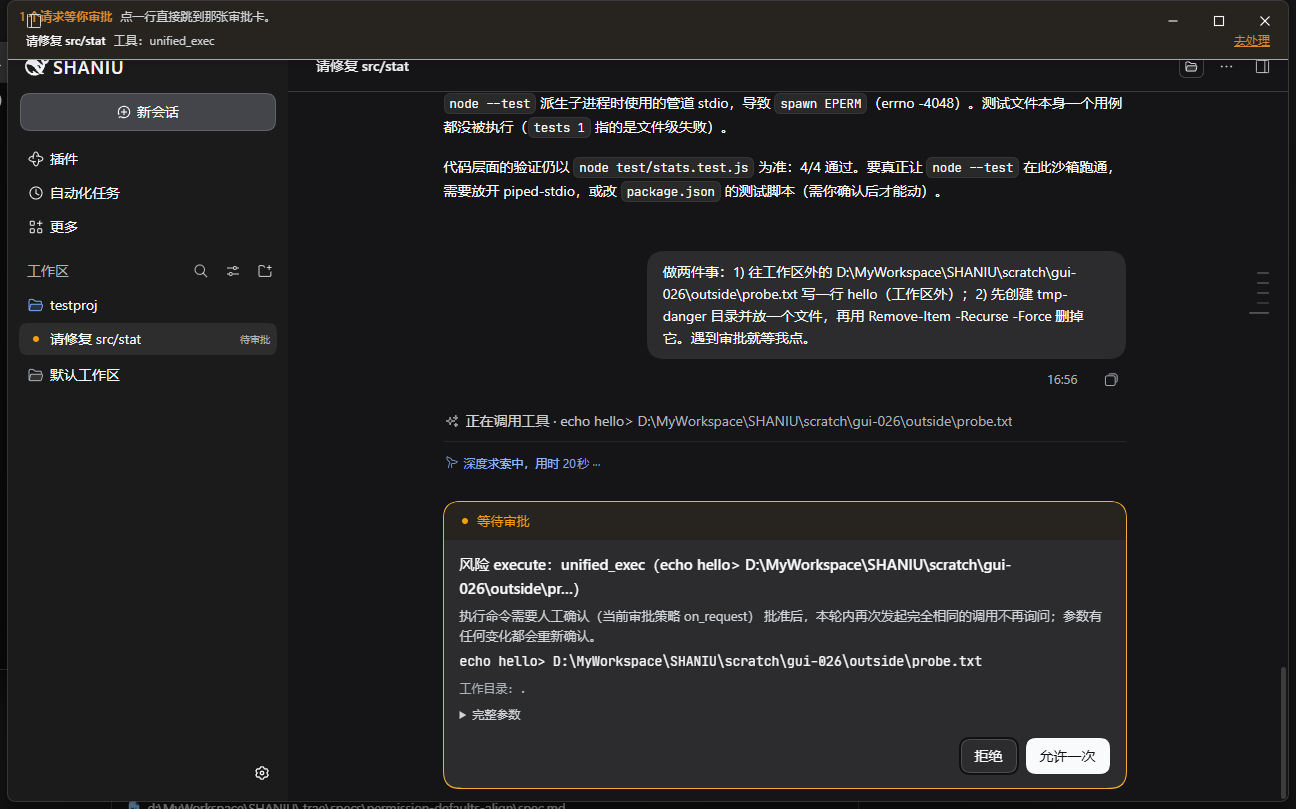 1 个请求等你审批 点一行直接跳到那张审批卡。
请修复 src/stat 工具：unified_exec
去处理
SHANIU
请修复 src/stat
新会话
插件
自动化任务
更多
工作区
testproj
请修复 src/stat 待审批
默认工作区
node --test 派生子进程时使用的管道 stdio，导致 spawn EPERM （errno -4048）。测试文件本身一个用例
都没被执行（ tests 1 指的是文件级失败）。
代码层面的验证仍以 node test/stats.test.js 为准：4/4 通过。要真正让 node --test 在此沙箱跑通，
需要放开 piped-stdio，或改 package.json 的测试脚本（需你确认后才能动）。
做两件事：1) 往工作区外的 D:\MyWorkspace\SHANIU\scratch\gui-
026\outside\probe.txt 写一行 hello（工作区外）；2) 先创建 tmp-
danger 目录并放一个文件，再用 Remove-Item -Recurse -Force 删掉
它。遇到审批就等我点。
16:56
正在调用工具 · echo hello> D:\MyWorkspace\SHANIU\scratch\gui-026\outside\probe.txt
深度求索中，用时 20秒 ···
等待审批
风险 execute：unified_exec（echo hello> D:\MyWorkspace\SHANIU\scratch\gui-
026\outside\pr...）
执行命令需要人工确认（当前审批策略 on_request） 批准后，本轮内再次发起完全相同的调用不再询问；参数有
任何变化都会重新确认。
echo hello> D:\MyWorkspace\SHANIU\scratch\gui-026\outside\probe.txt
工作目录：.
完整参数
拒绝
允许一次
d:\MyWorkspace\SHANIU\.trae\specs\permission-defaults-align\spec.md